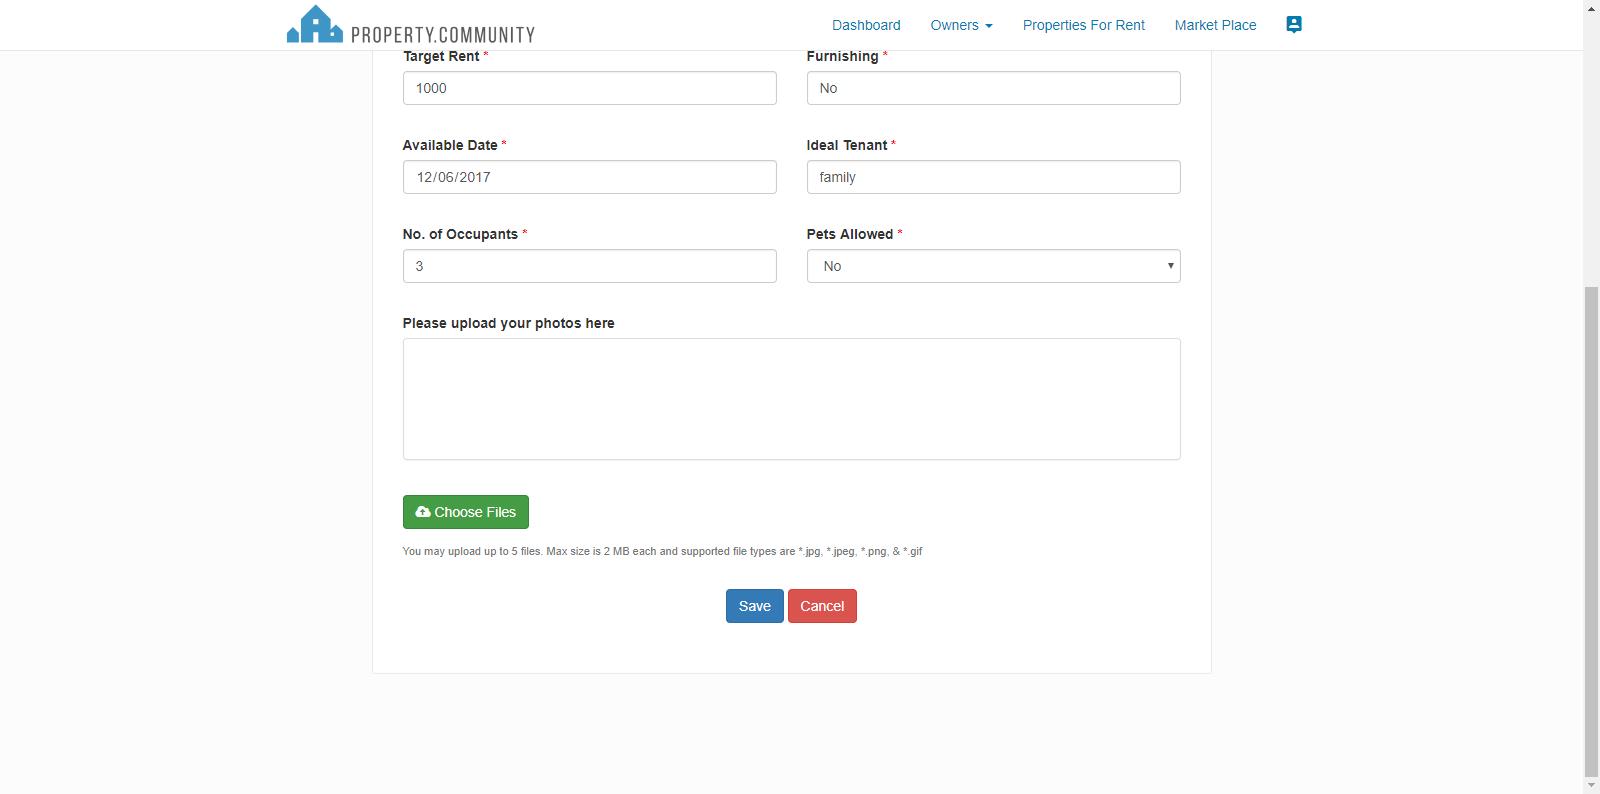 PROPERTY.COMMUNITY
Dashboard Owners Properties For Rent Market Place
Target Rent * Furnishing *
1000 No
Available Date * Ideal Tenant *
12/06/2017 family
No. of Occupants * Pets Allowed *
3 No
Please upload your photos here
Choose Files
You may upload up to 5 files. Max size is 2 MB each and supported file types are *.jpg, *.jpeg, *.png, & *.gif
Save Cancel